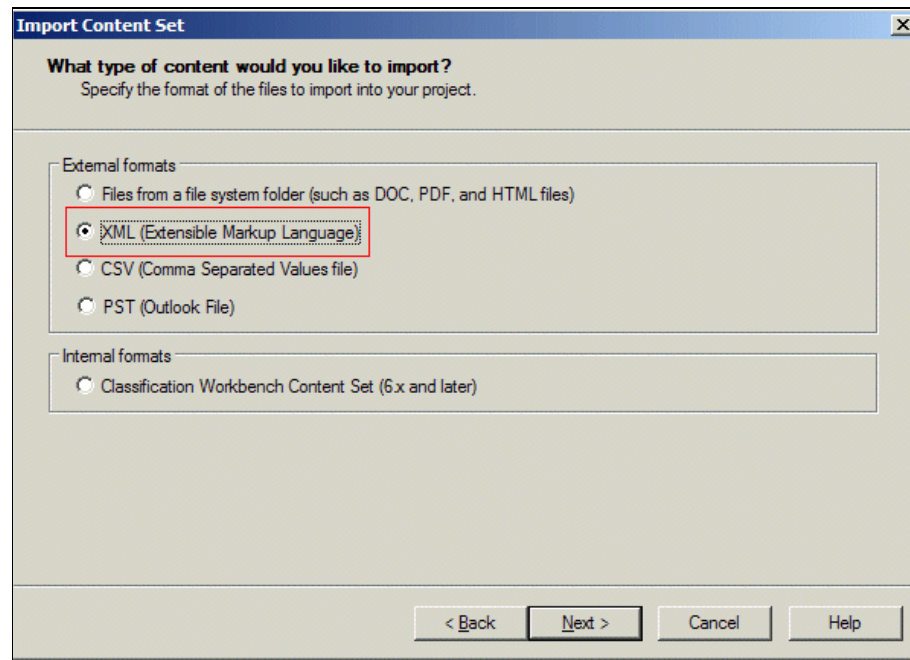 Import Content Set
What type of content would you like to import?
Specify the format of the files to import into your project.
External formats
Files from a file system folder (such as DOC, PDF, and HTML files)
XML (Extensible Markup Language)
CSV (Comma Separated Values file)
PST (Outlook File)
Internal formats
Classification Workbench Content Set (6.x and later)
< Back Next > Cancel Help